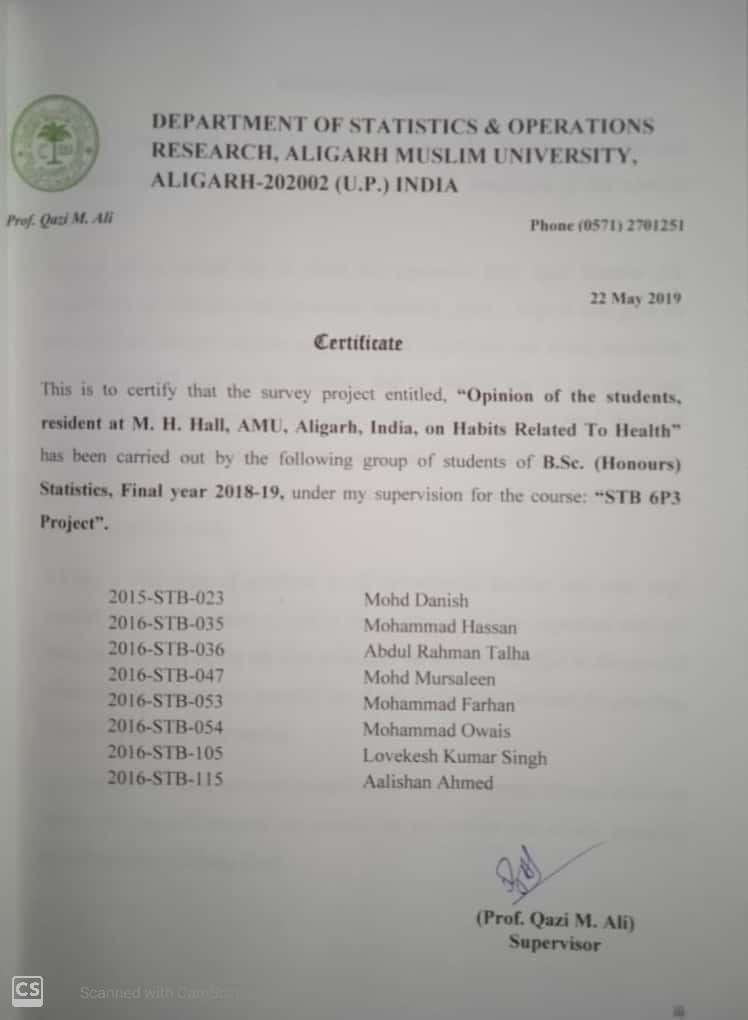 DEPARTMENT OF STATISTICS & OPERATIONS
RESEARCH, ALIGARH MUSLIM UNIVERSITY,
ALIGARH-202002 (U.P.) INDIA
Prof. Qazi M. Ali
Phone (0571) 2701251
22 May 2019
Certificate
This is to certify that the survey project entitled, “Opinion of the students,
resident at M. H. Hall, AMU, Aligarh, India, on Habits Related To Health”
has been carried out by the following group of students of B.Sc. (Honours)
Statistics, Final year 2018-19, under my supervision for the course: “STB 6P3
Project”.
2015-STB-023 Mohd Danish
2016-STB-035 Mohammad Hassan
2016-STB-036 Abdul Rahman Talha
2016-STB-047 Mohd Mursaleen
2016-STB-053 Mohammad Farhan
2016-STB-054 Mohammad Owais
2016-STB-105 Lovekesh Kumar Singh
2016-STB-115 Aalishan Ahmed
(Prof. Qazi M. Ali)
Supervisor
CS Scanned with